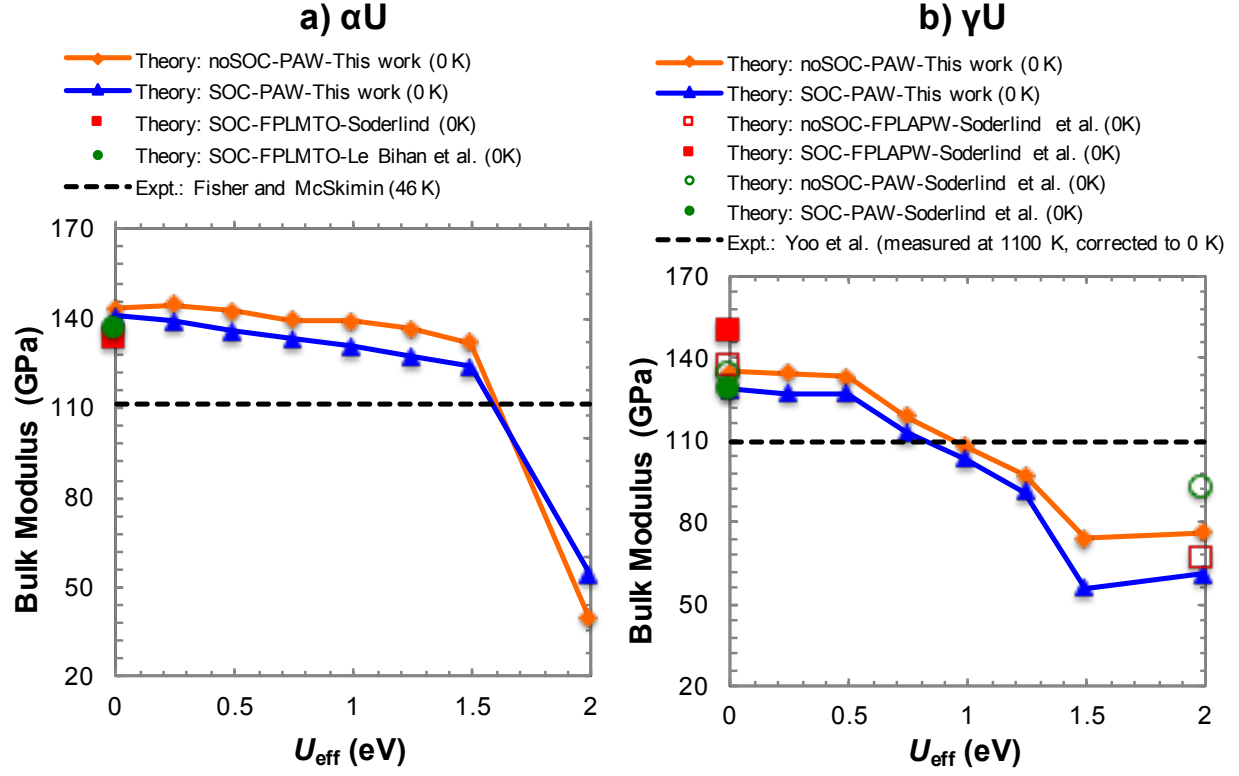 a) αU
Theory: noSOC-PAW-This work (0 K)
Theory: SOC-PAW-This work (0 K)
Theory: SOC-FPLMTO-Soderlind (0K)
Theory: SOC-FPLMTO-Le Bihan et al. (0K)
Expt.: Fisher and McSkimin (46 K)
170
140
110
80
50
20
Bulk Modulus (GPa)
0 0.5 1 1.5 2
Ueff (eV)
b) γU
Theory: noSOC-PAW-This work (0 K)
Theory: SOC-PAW-This work (0 K)
Theory: noSOC-FPLAPW-Soderlind et al. (0K)
Theory: SOC-FPLAPW-Soderlind et al. (0K)
Theory: noSOC-PAW-Soderlind et al. (0K)
Theory: SOC-PAW-Soderlind et al. (0K)
Expt.: Yoo et al. (measured at 1100 K, corrected to 0 K)
170
140
110
80
50
20
Bulk Modulus (GPa)
0 0.5 1 1.5 2
Ueff (eV)